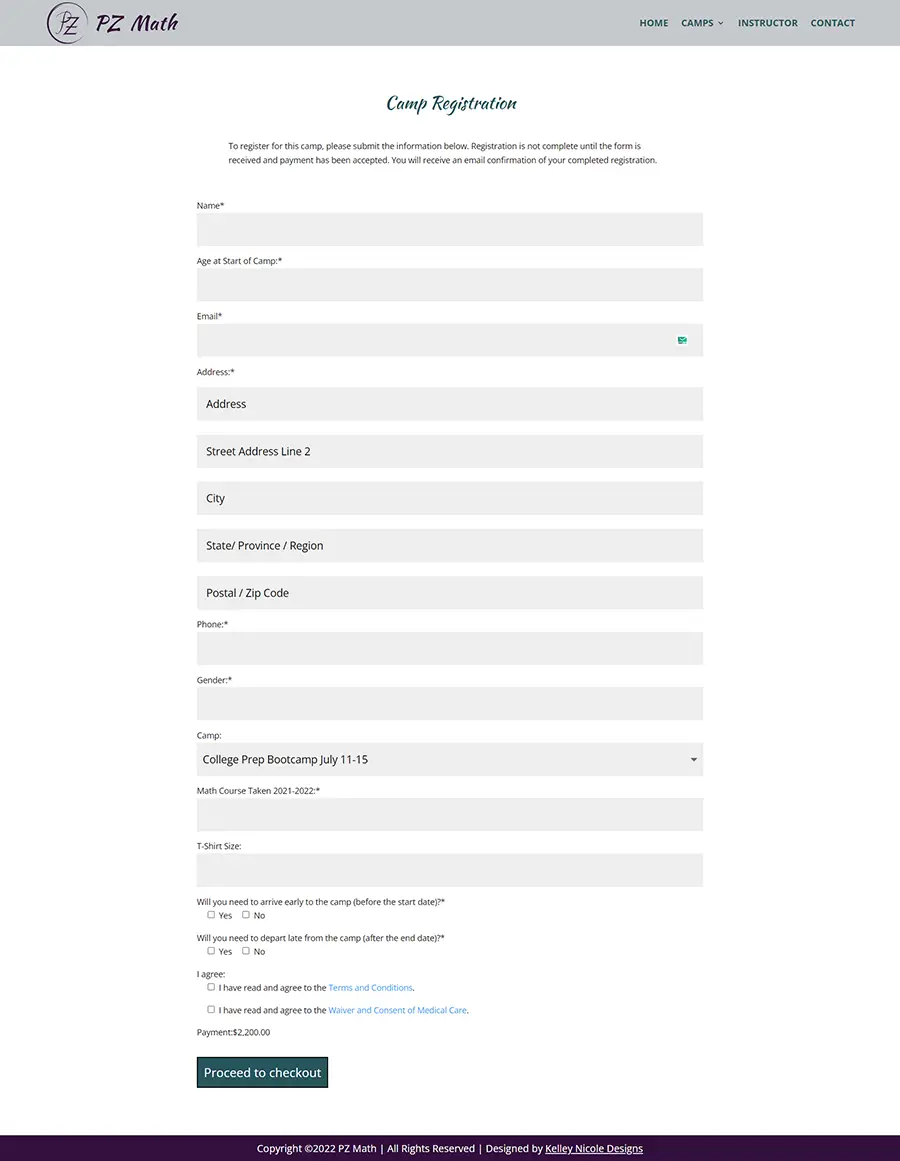 PZ PZ Math
HOME CAMPS INSTRUCTOR CONTACT
Camp Registration
To register for this camp, please submit the information below. Registration is not complete until the form is
received and payment has been accepted. You will receive an email confirmation of your completed registration.
Name*
Age at Start of Camp:*
Email*
Address:*
Address
Street Address Line 2
City
State/ Province / Region
Postal / Zip Code
Phone:*
Gender:*
Camp:
College Prep Bootcamp July 11-15
Math Course Taken 2021-2022:*
T-Shirt Size:
Will you need to arrive early to the camp (before the start date)?*
Yes No
Will you need to depart late from the camp (after the end date)?*
Yes No
I agree:
I have read and agree to the Terms and Conditions.
I have read and agree to the Waiver and Consent of Medical Care.
Payment:$2,200.00
Proceed to checkout
Copyright ©2022 PZ Math | All Rights Reserved | Designed by Kelley Nicole Designs